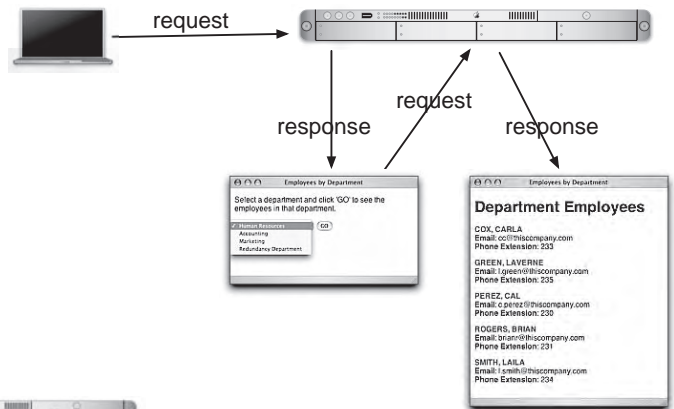 request
request
response
response
Employees by Department
Select a department and click 'GO' to see the
employees in that department.
✓ Human Resources
GO
Accounting
Marketing
Redundancy Department
Employees by Department
Department Employees
COX, CARLA
Email: cc@thiscompany.com
Phone Extension: 233
GREEN, LAVERNE
Email: l.green@thiscompany.com
Phone Extension: 235
PEREZ, CAL
Email: c.perez@thiscompany.com
Phone Extension: 230
ROGERS, BRIAN
Email: brianr@thiscompany.com
Phone Extension: 231
SMITH, LAILA
Email: l.smith@thiscompany.com
Phone Extension: 234